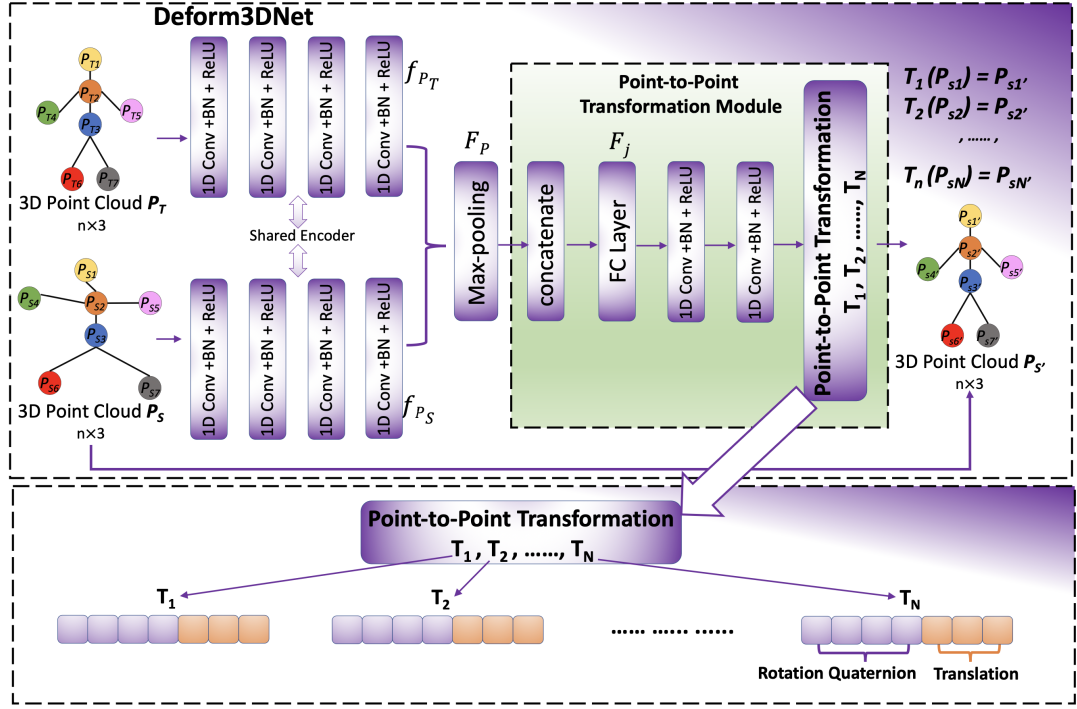 Deform3DNet
P_T1
P_T2
P_T4
P_T5
P_T3
P_T6
P_T7
3D Point Cloud P_T
n×3
1D Conv +BN + ReLU
1D Conv +BN + ReLU
1D Conv +BN + ReLU
1D Conv +BN + ReLU
f_{P_T}
Shared Encoder
P_S1
P_S4
P_S2
P_S5
P_S3
P_S6
P_S7
3D Point Cloud P_S
n×3
1D Conv +BN + ReLU
1D Conv +BN + ReLU
1D Conv +BN + ReLU
1D Conv +BN + ReLU
f_{P_S}
F_P
Max-pooling
Point-to-Point
Transformation Module
concatenate
F_j
FC Layer
1D Conv +BN + ReLU
1D Conv +BN + ReLU
Point-to-Point Transformation
T_1 , T_2 , ……, T_N
T_1 (P_s1) = P_s1'
T_2 (P_s2) = P_s2'
, …… ,
T_n (P_sN) = P_sN'
P_s1'
P_s2'
P_s4'
P_s5'
P_s3'
P_s6'
P_s7'
3D Point Cloud P_S'
n×3
Point-to-Point Transformation
T_1 , T_2 , ……, T_N
T_1
T_2
T_N
…… …… ……
Rotation Quaternion
Translation